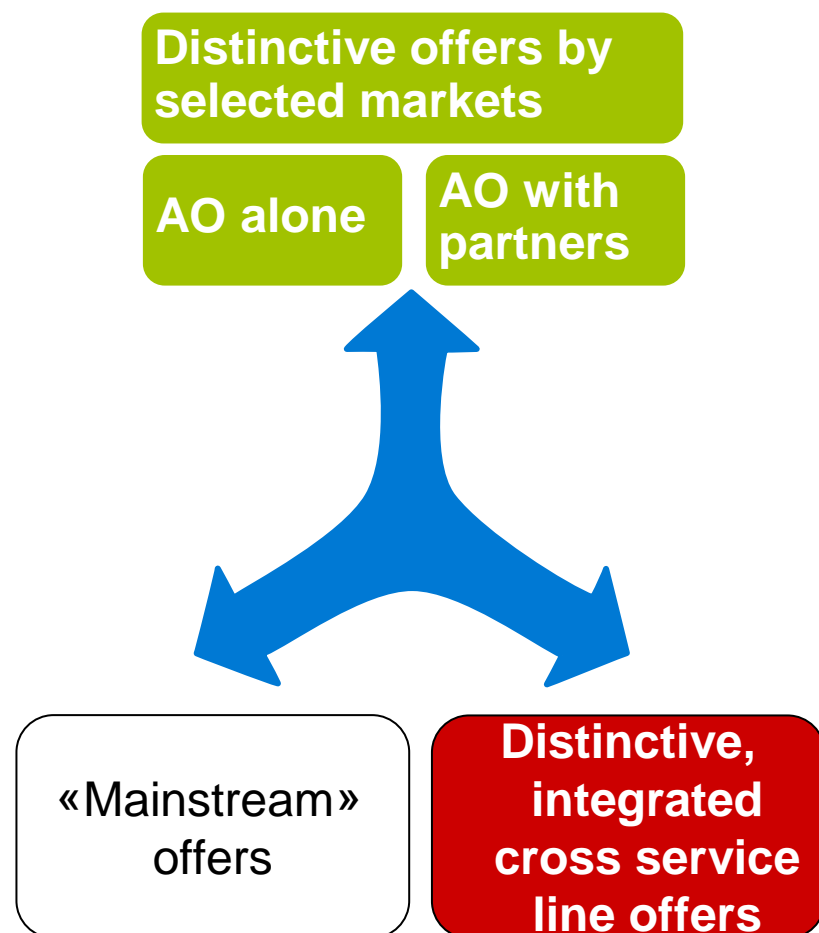 Distinctive offers by
selected markets
AO alone
AO with
partners
«Mainstream»
offers
Distinctive,
integrated
cross service
line offers